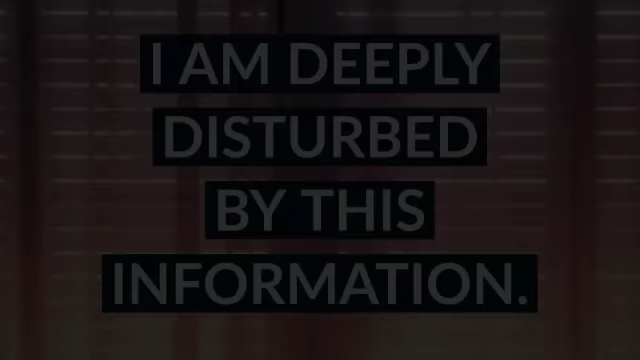 I AM DEEPLY
DISTURBED
BY THIS
INFORMATION.